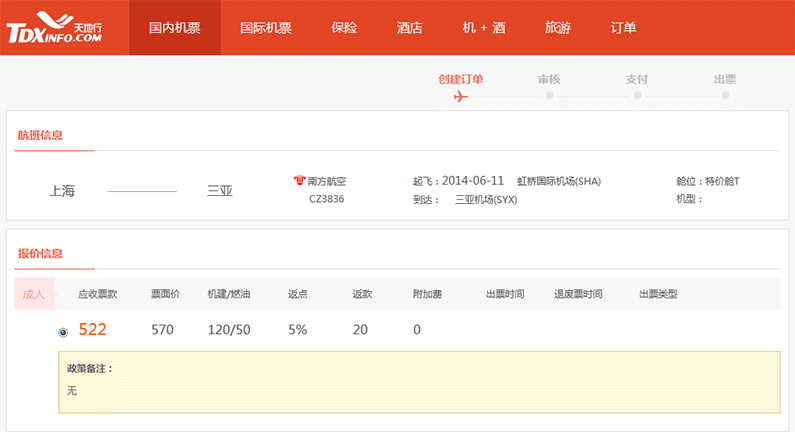 TDXINFO.COM 天地行 国内机票 国际机票 保险 酒店 机 + 酒 旅游 订单
创建订单 审核 支付 出票
航班信息
上海 三亚 南方航空 起飞：2014-06-11 虹桥国际机场(SHA) 舱位：特价舱T
CZ3836 到达： 三亚机场(SYX) 机型：
报价信息
成人 应收票款 票面价 机建/燃油 返点 返款 附加费 出票时间 退废票时间 出票类型
522 570 120/50 5% 20 0
政策备注：
无